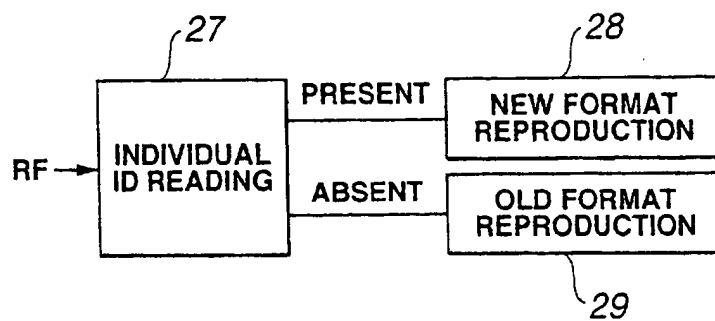 27
28
RF
INDIVIDUAL
ID READING
PRESENT
NEW FORMAT
REPRODUCTION
ABSENT
OLD FORMAT
REPRODUCTION
29